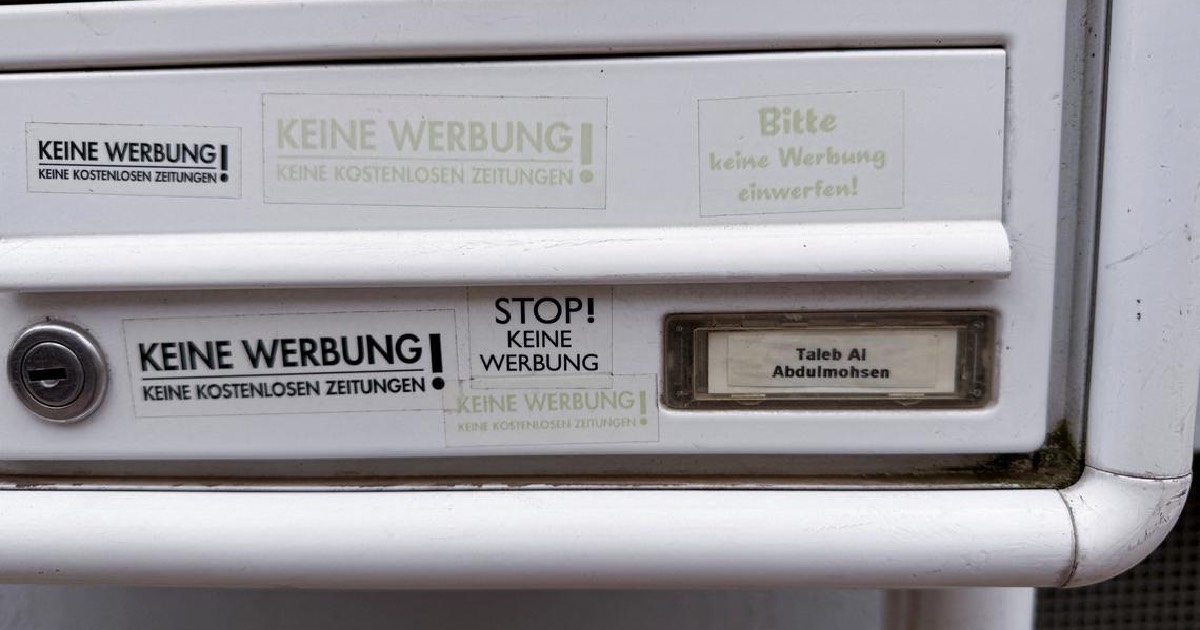 KEINE WERBUNG!
KEINE KOSTENLOSEN ZEITUNGEN
KEINE WERBUNG!
KEINE KOSTENLOSEN ZEITUNGEN
Bitte
keine Werbung
einwerfen!
KEINE WERBUNG!
KEINE KOSTENLOSEN ZEITUNGEN
STOP!
KEINE
WERBUNG
KEINE WERBUNG!
KEINE KOSTENLOSEN ZEITUNGEN
Taleb Al
Abdulmohsen